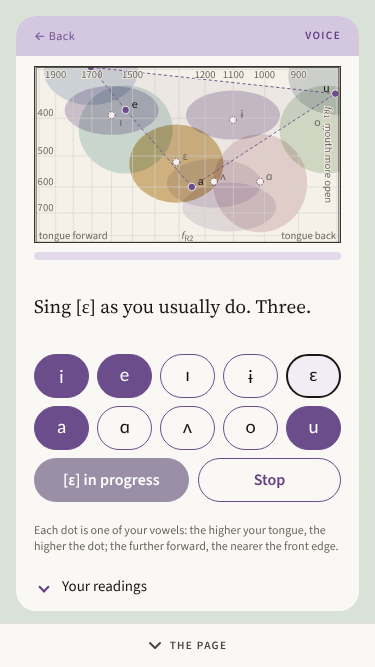 ← Back
VOICE
1900 1700 1500 1200 1100 1000 900
u
e
400
ɪ
ɨ
o
fR1 mouth more open
500
ɛ
600
a
ʌ
ɑ
700
tongue forward
fR2
tongue back
Sing [ɛ] as you usually do. Three.
i e ɪ ɨ ɛ
a ɑ ʌ o u
[ɛ] in progress
Stop
Each dot is one of your vowels: the higher your tongue, the
higher the dot; the further forward, the nearer the front edge.
Your readings
THE PAGE